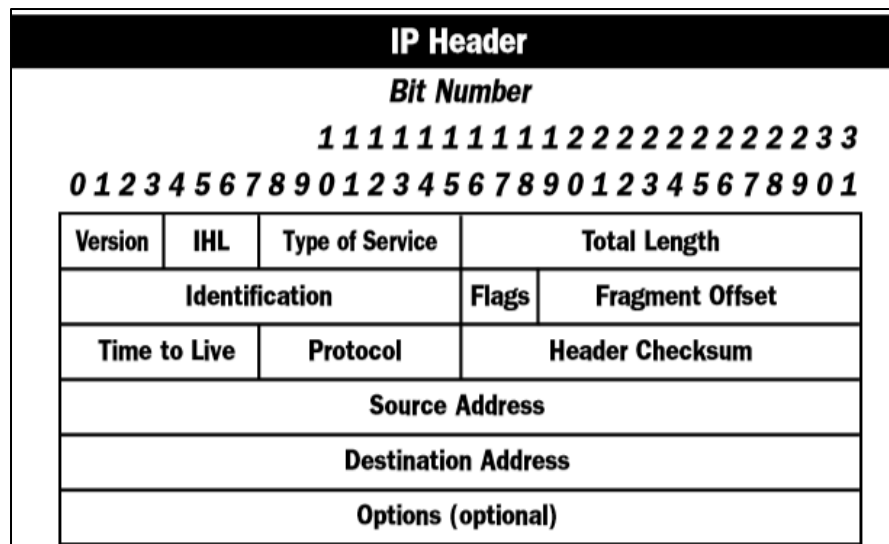 IP Header
Bit Number
1 1 1 1 1 1 1 1 1 1 2 2 2 2 2 2 2 2 2 2 3 3
0 1 2 3 4 5 6 7 8 9 0 1 2 3 4 5 6 7 8 9 0 1 2 3 4 5 6 7 8 9 0 1
Version IHL Type of Service Total Length
Identification Flags Fragment Offset
Time to Live Protocol Header Checksum
Source Address
Destination Address
Options (optional)